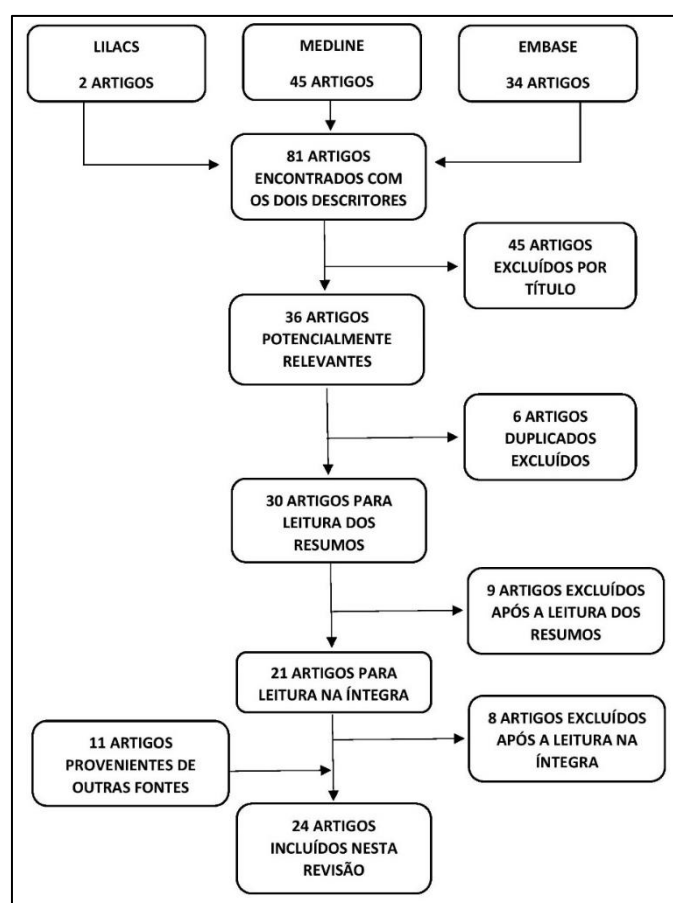 LILACS
2 ARTIGOS
MEDLINE
45 ARTIGOS
EMBASE
34 ARTIGOS
81 ARTIGOS
ENCONTRADOS COM
OS DOIS DESCRITORES
45 ARTIGOS
EXCLUÍDOS POR
TÍTULO
36 ARTIGOS
POTENCIALMENTE
RELEVANTES
6 ARTIGOS
DUPLICADOS
EXCLUÍDOS
30 ARTIGOS PARA
LEITURA DOS
RESUMOS
9 ARTIGOS EXCLUÍDOS
APÓS A LEITURA DOS
RESUMOS
21 ARTIGOS PARA
LEITURA NA ÍNTEGRA
8 ARTIGOS EXCLUÍDOS
APÓS A LEITURA NA
ÍNTEGRA
11 ARTIGOS
PROVENIENTES DE
OUTRAS FONTES
24 ARTIGOS
INCLUÍDOS NESTA
REVISÃO